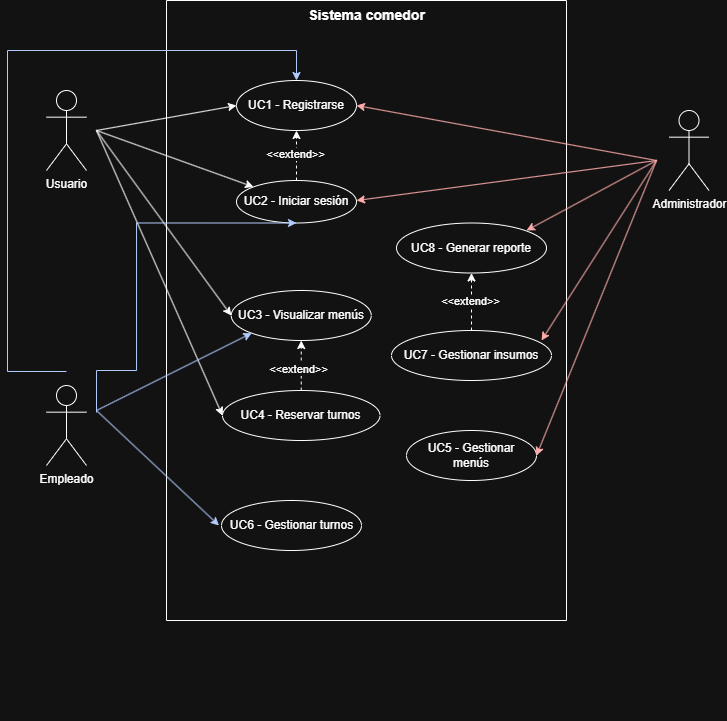 Sistema comedor
UC1 - Registrarse
<<extend>>
Usuario
UC2 - Iniciar sesión
Administrador
UC8 - Generar reporte
<<extend>>
UC3 - Visualizar menús
UC7 - Gestionar insumos
<<extend>>
UC4 - Reservar turnos
UC5 - Gestionar
menús
Empleado
UC6 - Gestionar turnos